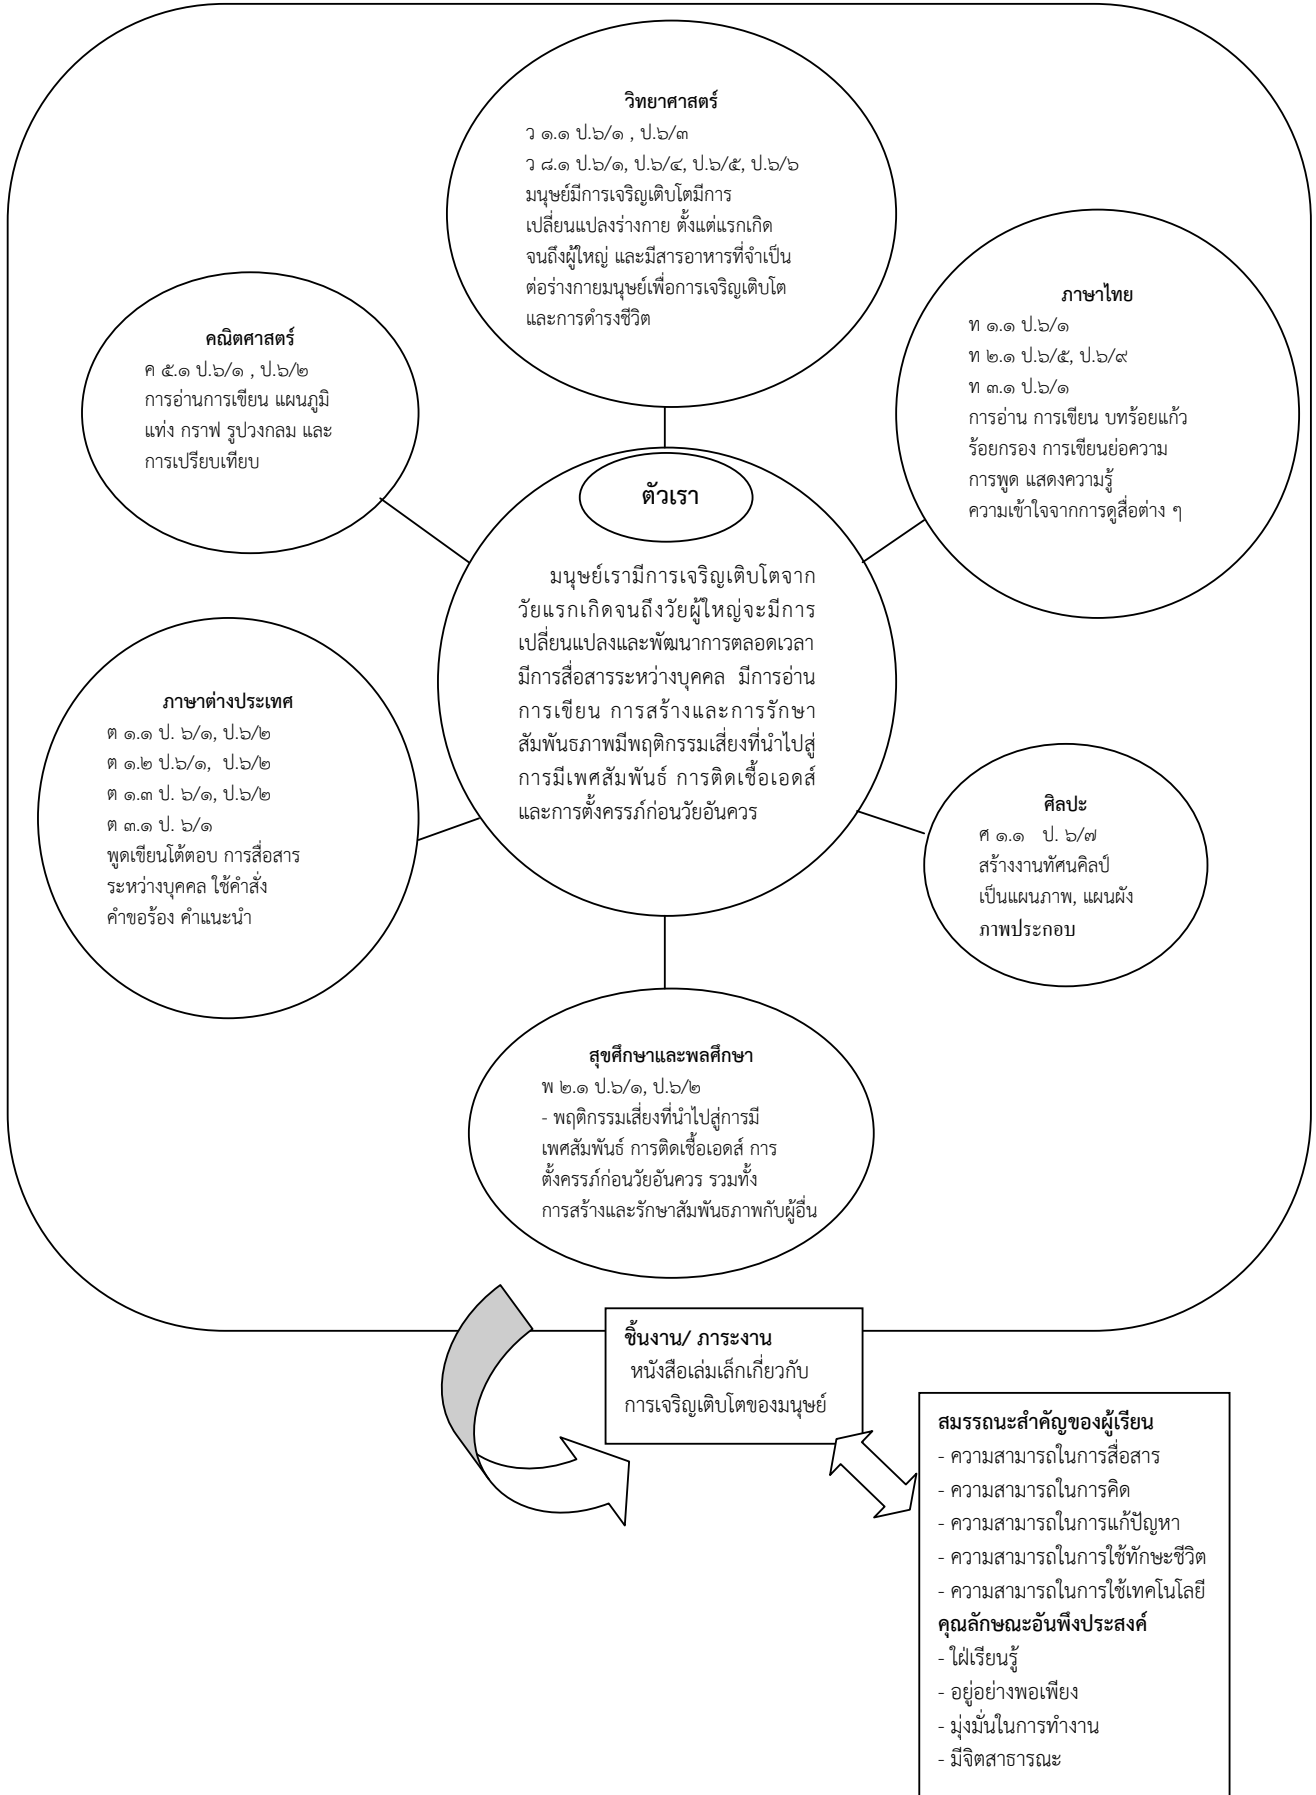 วิทยาศาสตร์
ว ๑.๑ ป.๖/๑ , ป.๖/๓
ว ๘.๑ ป.๖/๑, ป.๖/๔, ป.๖/๕, ป.๖/๖
มนุษย์มีการเจริญเติบโตมีการ
เปลี่ยนแปลงร่างกาย ตั้งแต่แรกเกิด
จนถึงผู้ใหญ่ และมีสารอาหารที่จำเป็น
ต่อร่างกายมนุษย์เพื่อการเจริญเติบโต
และการดำรงชีวิต
ภาษาไทย
ท ๑.๑ ป.๖/๑
ท ๒.๑ ป.๖/๕, ป.๖/๙
ท ๓.๑ ป.๖/๑
การอ่าน การเขียน บทร้อยแก้ว
ร้อยกรอง การเขียนย่อความ
การพูด แสดงความรู้
ความเข้าใจจากการดูสื่อต่าง ๆ
คณิตศาสตร์
ค ๕.๑ ป.๖/๑ , ป.๖/๒
การอ่านการเขียน แผนภูมิ
แท่ง กราฟ รูปวงกลม และ
การเปรียบเทียบ
ตัวเรา
มนุษย์เรามีการเจริญเติบโตจาก
วัยแรกเกิดจนถึงวัยผู้ใหญ่จะมีการ
เปลี่ยนแปลงและพัฒนาการตลอดเวลา
มีการสื่อสารระหว่างบุคคล มีการอ่าน
การเขียน การสร้างและการรักษา
สัมพันธภาพมีพฤติกรรมเสี่ยงที่นำไปสู่
การมีเพศสัมพันธ์ การติดเชื้อเอดส์
และการตั้งครรภ์ก่อนวัยอันควร
ภาษาต่างประเทศ
ต ๑.๑ ป. ๖/๑, ป.๖/๒
ต ๑.๒ ป.๖/๑, ป.๖/๒
ต ๑.๓ ป. ๖/๑, ป.๖/๒
ต ๓.๑ ป. ๖/๑
พูดเขียนโต้ตอบ การสื่อสาร
ระหว่างบุคคล ใช้คำสั่ง
คำขอร้อง คำแนะนำ
ศิลปะ
ศ ๑.๑ ป. ๖/๗
สร้างงานทัศนคิลป์
เป็นแผนภาพ, แผนผัง
ภาพประกอบ
สุขศึกษาและพลศึกษา
พ ๒.๑ ป.๖/๑, ป.๖/๒
- พฤติกรรมเสี่ยงที่นำไปสู่การมี
เพศสัมพันธ์ การติดเชื้อเอดส์ การ
ตั้งครรภ์ก่อนวัยอันควร รวมทั้ง
การสร้างและรักษาสัมพันธภาพกับผู้อื่น
ชิ้นงาน/ ภาระงาน
หนังสือเล่มเล็กเกี่ยวกับ
การเจริญเติบโตของมนุษย์
สมรรถนะสำคัญของผู้เรียน
- ความสามารถในการสื่อสาร
- ความสามารถในการคิด
- ความสามารถในการแก้ปัญหา
- ความสามารถในการใช้ทักษะชีวิต
- ความสามารถในการใช้เทคโนโลยี
คุณลักษณะอันพึงประสงค์
- ใฝ่เรียนรู้
- อยู่อย่างพอเพียง
- มุ่งมั่นในการทำงาน
- มีจิตสาธารณะ